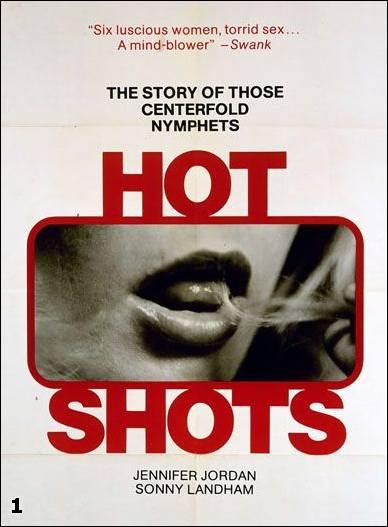 “Six luscious women, torrid sex...
A mind-blower” –Swank
THE STORY OF THOSE
CENTERFOLD
NYMPHETS
HOT
SHOTS
JENNIFER JORDAN
SONNY LANDHAM
1